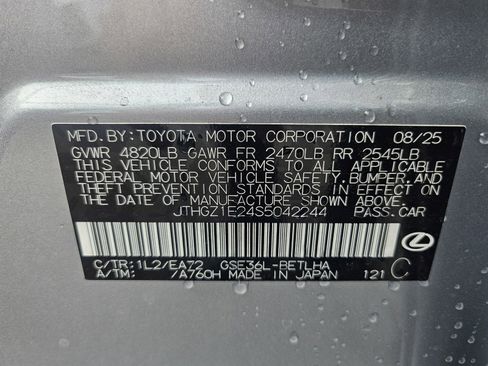 MFD. BY: TOYOTA MOTOR CORPORATION 08/25
GVWR 4820LB GAWR FR 2470LB RR 2545LB
THIS VEHICLE CONFORMS TO ALL APPLICABLE
FEDERAL MOTOR VEHICLE SAFETY, BUMPER, AND
THEFT PREVENTION STANDARDS IN EFFECT ON
THE DATE OF MANUFACTURE SHOWN ABOVE.
JTHGZ1E24S5042244 PASS.CAR
C/TR: 1L2/EA72 GSE36L-BETLHA
A/TM: /A760H MADE IN JAPAN 121 C